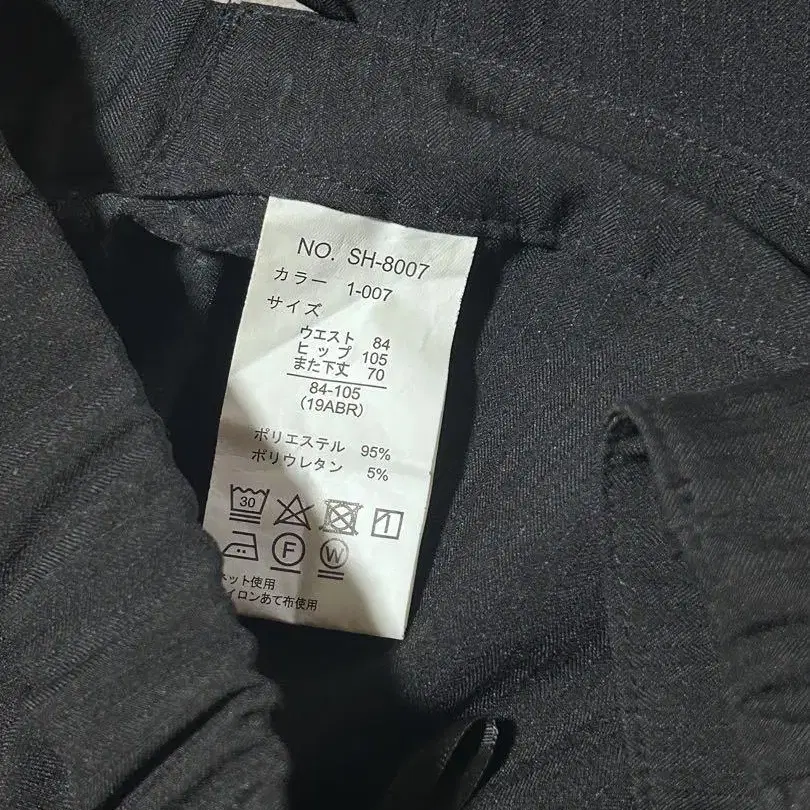 NO. SH-8007
カラー 1-007
サイズ
ウエスト 84
ヒップ 105
また下丈 70
84-105
(19ABR)
ポリエステル 95%
ポリウレタン 5%
30
F W
ット使用
イロンあて布使用